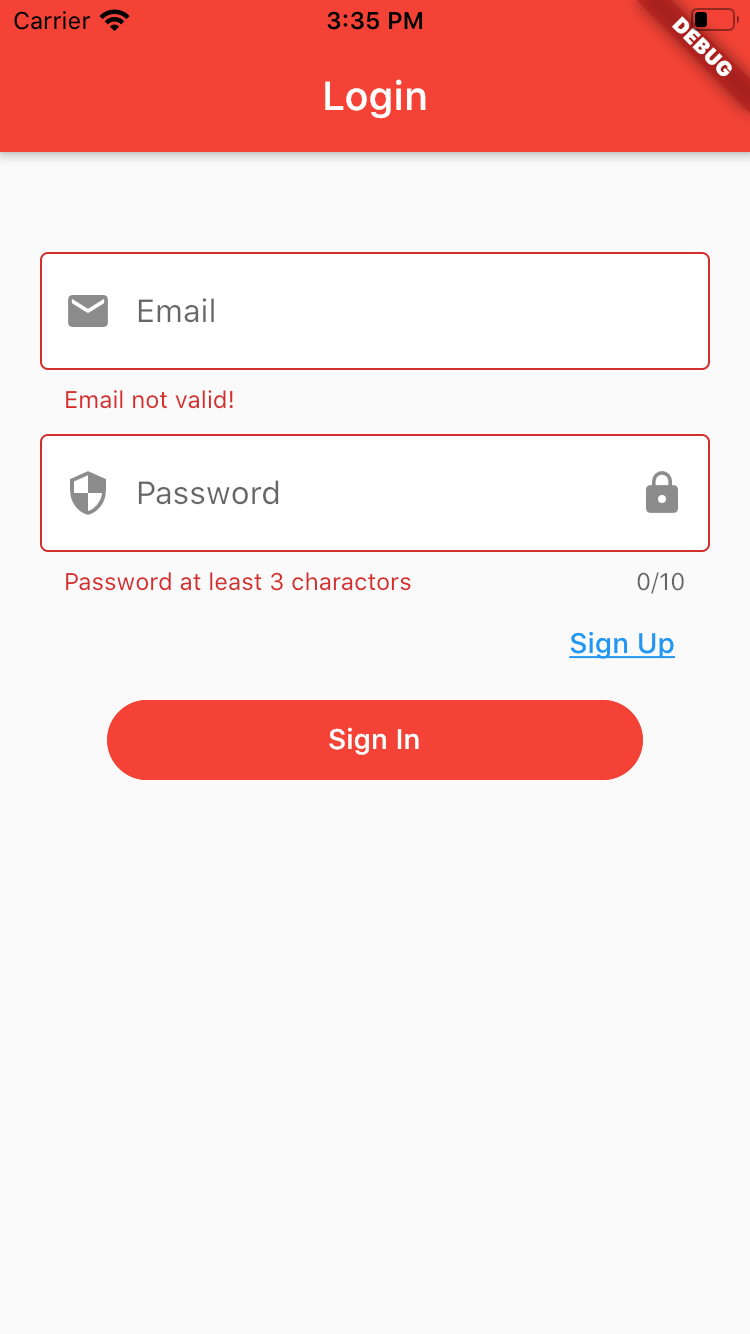 Carrier 3:35 PM
DEBUG
Login
Email
Email not valid!
Password
Password at least 3 charactors 0/10
Sign Up
Sign In